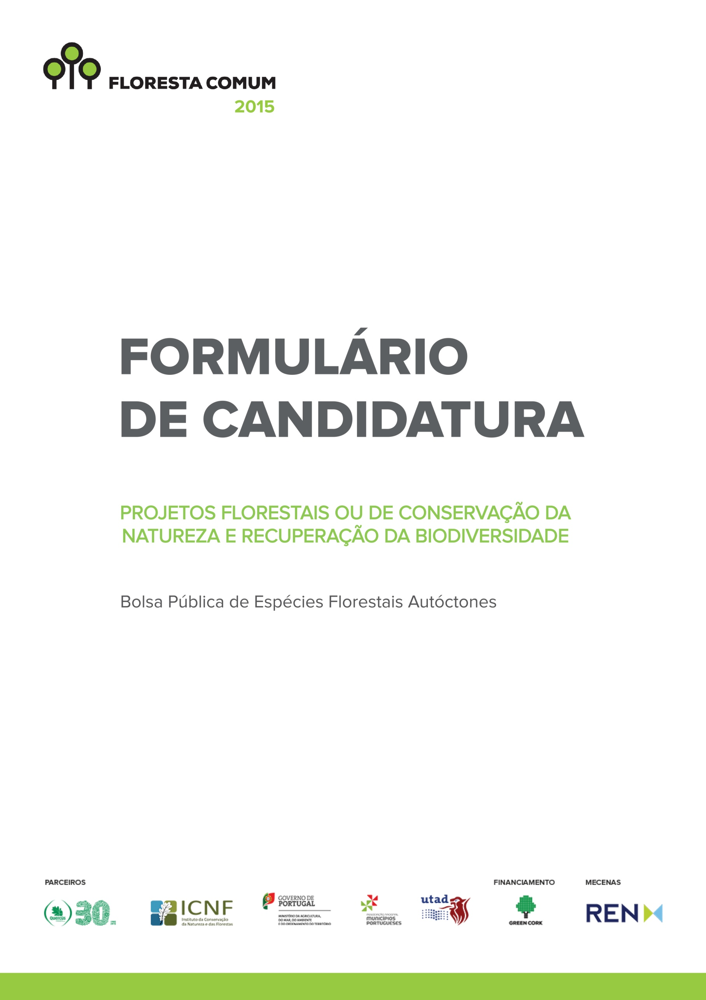 FLORESTA COMUM
2015
FORMULÁRIO
DE CANDIDATURA
PROJETOS FLORESTAIS OU DE CONSERVAÇÃO DA
NATUREZA E RECUPERAÇÃO DA BIODIVERSIDADE
Bolsa Pública de Espécies Florestais Autóctones
PARCEIROS
FINANCIAMENTO
MECENAS
Quercus
30
ICNF
Instituto da Conservação
da Natureza e das Florestas
GOVERNO DE
PORTUGAL
MINISTÉRIO DA AGRICULTURA,
DO MAR, DO AMBIENTE
E DO ORDENAMENTO DO TERRITÓRIO
ASSOCIAÇÃO NACIONAL
MUNICÍPIOS
PORTUGUESES
utad
GREEN CORK
REN